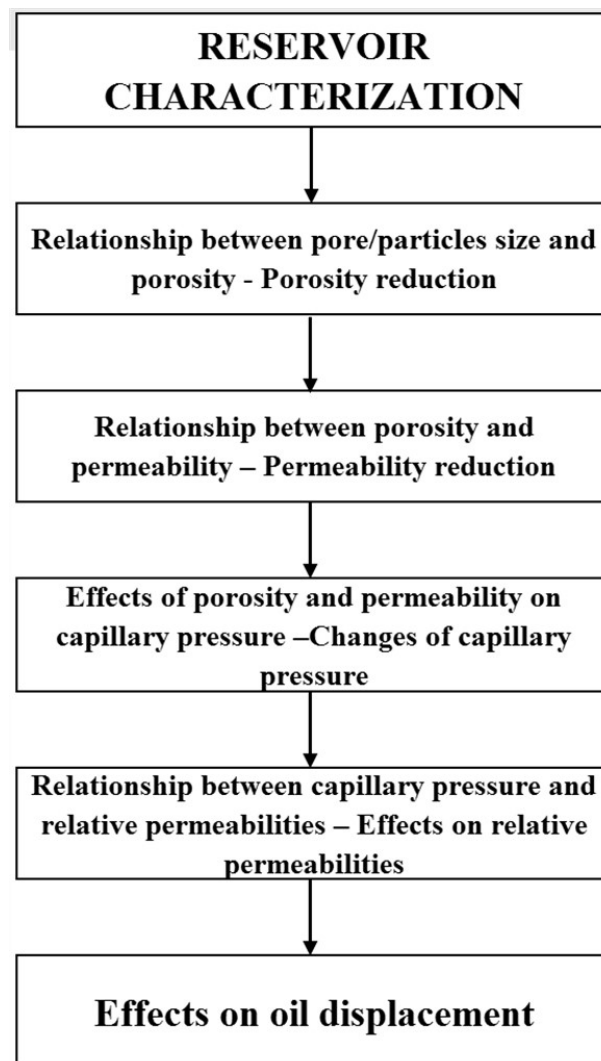 RESERVOIR
CHARACTERIZATION
Relationship between pore/particles size and
porosity - Porosity reduction
Relationship between porosity and
permeability – Permeability reduction
Effects of porosity and permeability on
capillary pressure –Changes of capillary
pressure
Relationship between capillary pressure and
relative permeabilities – Effects on relative
permeabilities
Effects on oil displacement